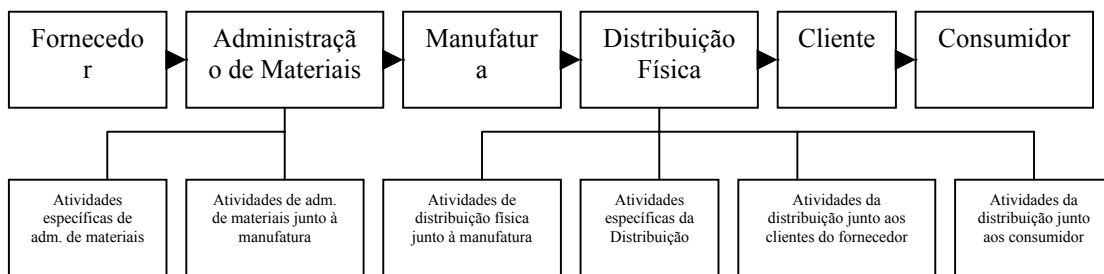 Fornecedo
r
Administraçã
o de Materiais
Manufatur
a
Distribuição
Física
Cliente
Consumidor
Atividades
específicas de
adm. de materiais
Atividades de adm.
de materiais junto à
manufatura
Atividades de
distribuição física
junto à manufatura
Atividades
específicas da
Distribuição
Atividades da
distribuição junto aos
clientes do fornecedor
Atividades da
distribuição junto
aos consumidor